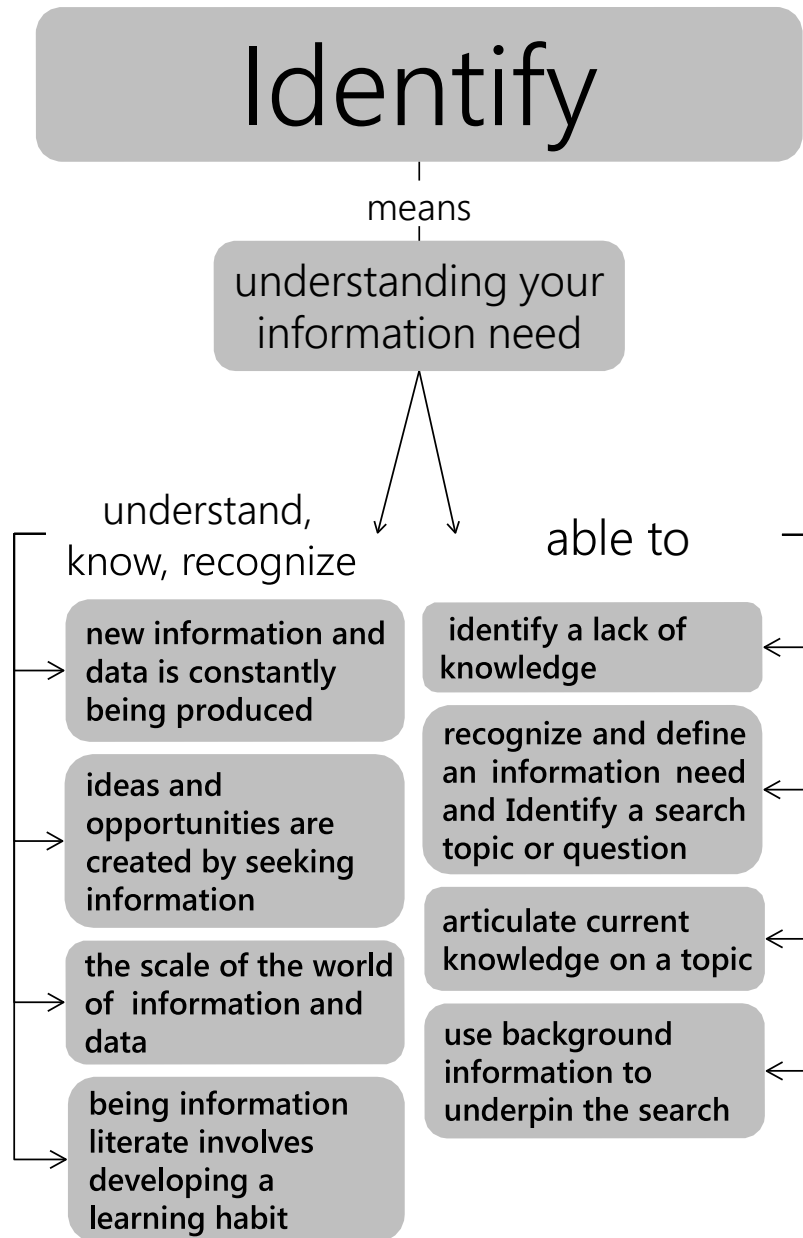 Identify
means
understanding your
information need
understand,
know, recognize
new information and
data is constantly
being produced
ideas and
opportunities are
created by seeking
information
the scale of the world
of information and
data
being information
literate involves
developing a
learning habit
able to
identify a lack of
knowledge
recognize and define
an information need
and Identify a search
topic or question
articulate current
knowledge on a topic
use background
information to
underpin the search